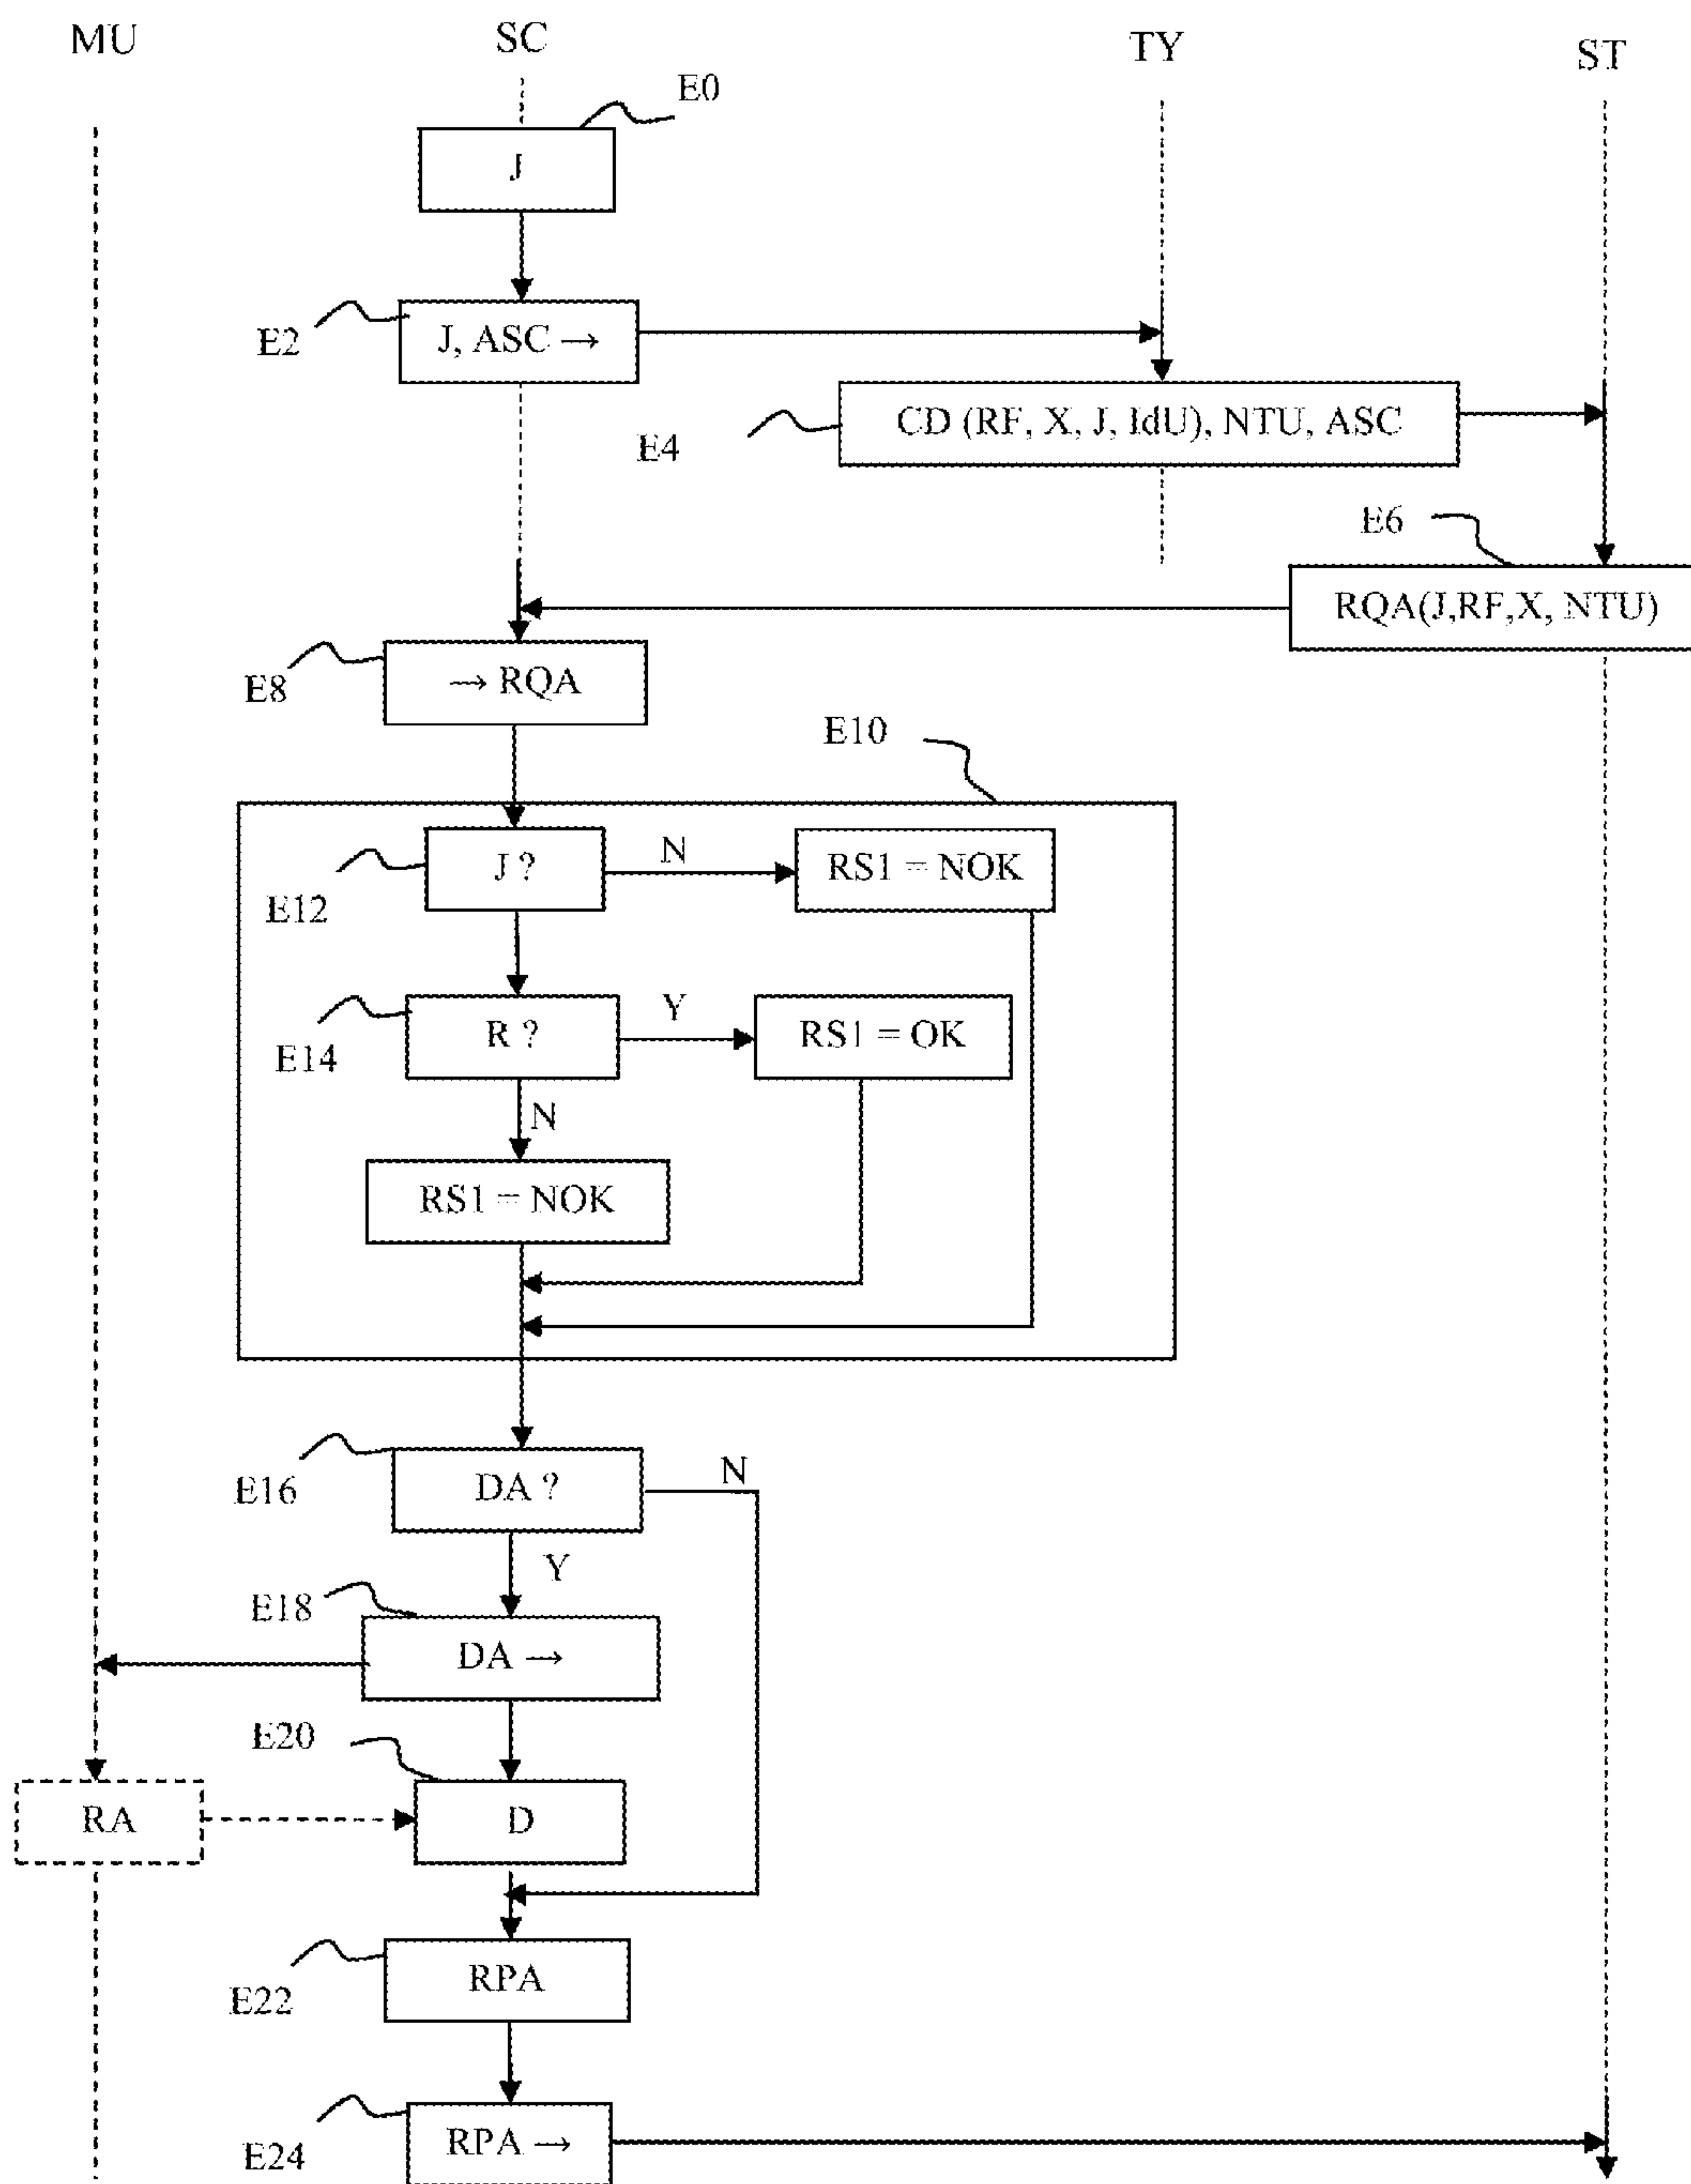 MU SC TY ST
E0
J
E2
J, ASC →
CD (RF, X, J, IdU), NTU, ASC
E4
E6
RQA(J,RF,X, NTU)
E8
→ RQA
E10
J ?
N
RS1 = NOK
E12
R ?
Y
RS1 = OK
E14
N
RS1 = NOK
E16
DA ?
N
Y
E18
DA →
E20
RA
D
E22
RPA
E24
RPA →